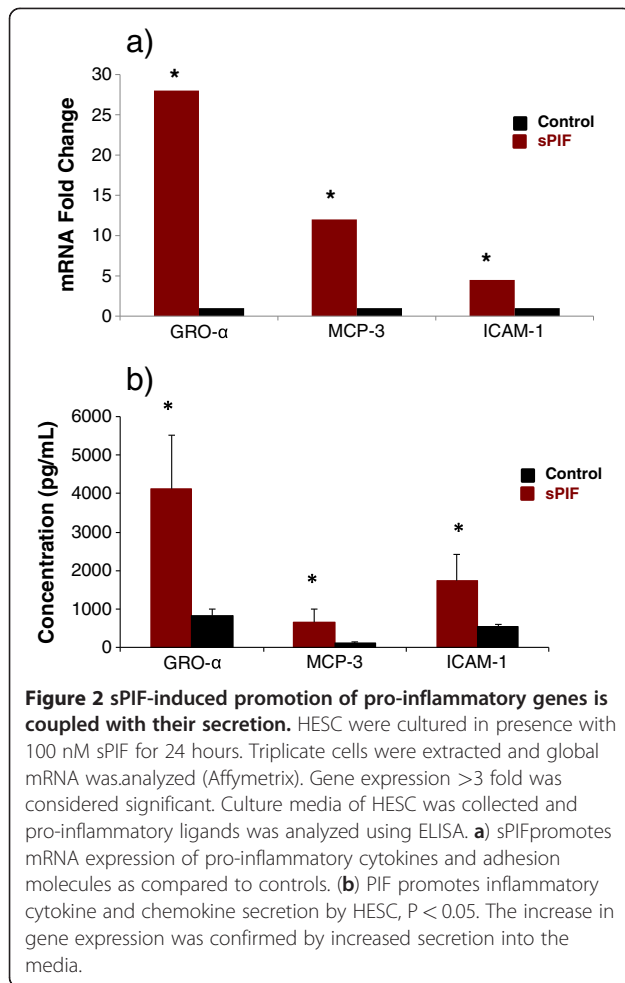 a)
30
25
20
15
10
5
0
mRNA Fold Change
*
*
*
Control
sPIF
GRO-α MCP-3 ICAM-1
b)
6000
5000
4000
3000
2000
1000
0
Concentration (pg/mL)
*
*
*
Control
sPIF
GRO-α MCP-3 ICAM-1
Figure 2 sPIF-induced promotion of pro-inflammatory genes is
coupled with their secretion. HESC were cultured in presence with
100 nM sPIF for 24 hours. Triplicate cells were extracted and global
mRNA was.analyzed (Affymetrix). Gene expression >3 fold was
considered significant. Culture media of HESC was collected and
pro-inflammatory ligands was analyzed using ELISA. a) sPIFpromotes
mRNA expression of pro-inflammatory cytokines and adhesion
molecules as compared to controls. (b) PIF promotes inflammatory
cytokine and chemokine secretion by HESC, P < 0.05. The increase in
gene expression was confirmed by increased secretion into the
media.